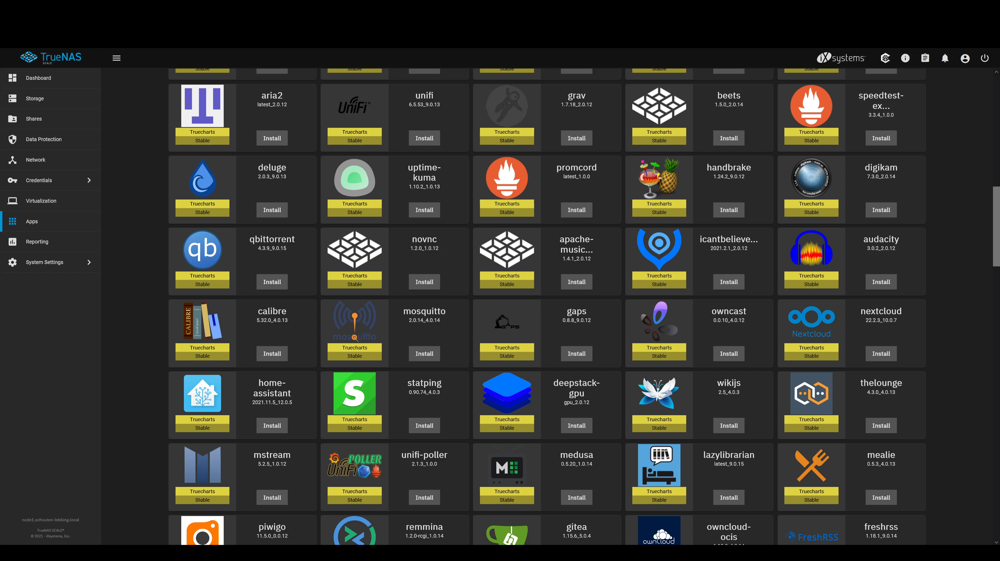 TrueNAS
SCALE
iXsystems
Dashboard
Storage
Shares
Data Protection
Network
Credentials
Virtualization
Apps
Reporting
System Settings
node1.schouten-lebbing.local
TrueNAS SCALE®
© 2021 - iXsystems, Inc.
Stable
Stable
Stable
Stable
Stable
aria2
latest_2.0.12
Truecharts
Stable
Install
UniFi
unifi
6.5.53_9.0.13
Truecharts
Stable
Install
grav
1.7.18_2.0.12
Truecharts
Stable
Install
beets
1.5.0_2.0.14
Truecharts
Stable
Install
speedtest-
ex...
3.3.4_1.0.0
Truecharts
Stable
Install
deluge
2.0.3_9.0.13
Truecharts
Stable
Install
uptime-
kuma
1.10.2_1.0.13
Truecharts
Stable
Install
promcord
latest_1.0.0
Truecharts
Stable
Install
handbrake
1.24.2_9.0.12
Truecharts
Stable
Install
digiKam
made as
OPEN SOURCE
www.digikam.org
digikam
7.3.0_2.0.14
Truecharts
Stable
Install
qb
qbittorrent
4.3.9_9.0.15
Truecharts
Stable
Install
novnc
1.2.0_1.0.12
Truecharts
Stable
Install
apache-
music...
1.4.1_2.0.12
Truecharts
Stable
Install
icantbelieve...
2021.2.1_2.0.12
Truecharts
Stable
Install
audacity
3.0.2_2.0.12
Truecharts
Stable
Install
CALIBRE
Kovid Goyal
calibre
5.32.0_4.0.13
Truecharts
Stable
Install
mosquitto
mosquitto
2.0.14_4.0.14
Truecharts
Stable
Install
GAPS
gaps
0.8.8_9.0.12
Truecharts
Stable
Install
owncast
0.0.10_4.0.12
Truecharts
Stable
Install
Nextcloud
nextcloud
22.2.3_10.0.7
Truecharts
Stable
Install
home-
assistant
2021.11.5_12.0.5
Truecharts
Stable
Install
S
statping
0.90.74_4.0.3
Truecharts
Stable
Install
deepstack-
gpu
gpu_2.0.12
Truecharts
Stable
Install
wikijs
2.5_4.0.3
Truecharts
Stable
Install
thelounge
4.3.0_4.0.13
Truecharts
Stable
Install
mstream
5.2.5_1.0.12
Truecharts
Stable
Install
POLLER
UniFi
unifi-poller
2.1.3_1.0.0
Truecharts
Stable
Install
M
medusa
0.5.20_1.0.14
Truecharts
Stable
Install
lazylibrarian
latest_9.0.15
Truecharts
Stable
Install
mealie
0.5.3_4.0.13
Truecharts
Stable
Install
piwigo
11.5.0_0.0.12
remmina
1.2.0-rcgi_1.0.14
gitea
1.15.6_5.0.4
ownCloud
owncloud-
ocis
FreshRSS
freshrss
1.18.1_9.0.14